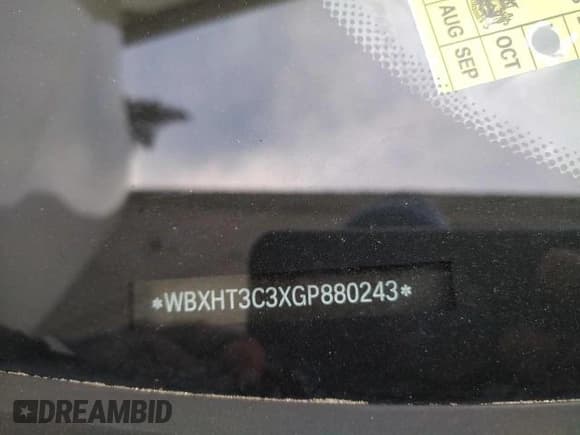 AUG SEP
OCT
*WBXHT3C3XGP880243*
DREAMBID